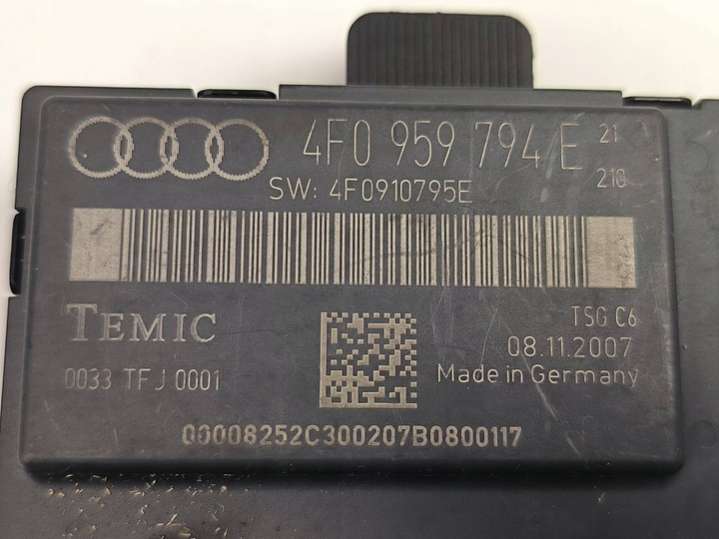 4F0 959 794 E 21
210
SW: 4F0910795E
TEMIC
TSG C6
08.11.2007
0033 TFJ 0001
Made in Germany
00008252C300207B0800117